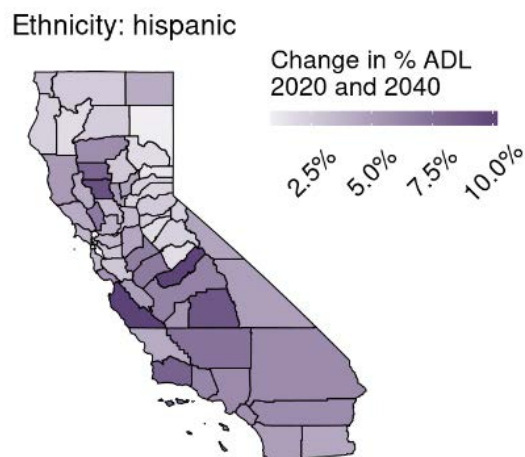 Ethnicity: hispanic
Change in % ADL
2020 and 2040
2.5%
5.0%
7.5%
10.0%